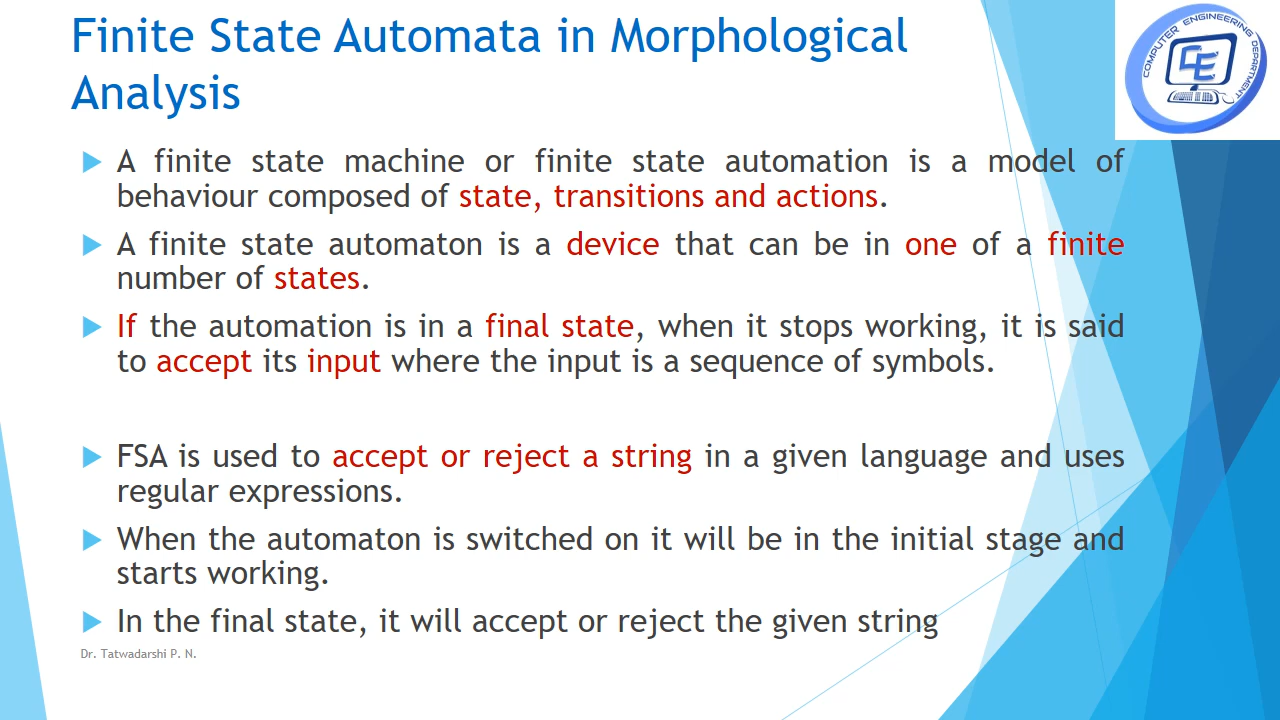 Finite State Automata in Morphological
Analysis
COMPUTER ENGINEERING DEPARTMENT
CE
A finite state machine or finite state automation is a model of
behaviour composed of state, transitions and actions.
A finite state automaton is a device that can be in one of a finite
number of states.
If the automation is in a final state, when it stops working, it is said
to accept its input where the input is a sequence of symbols.
FSA is used to accept or reject a string in a given language and uses
regular expressions.
When the automaton is switched on it will be in the initial stage and
starts working.
In the final state, it will accept or reject the given string
Dr. Tatwadarshi P. N.